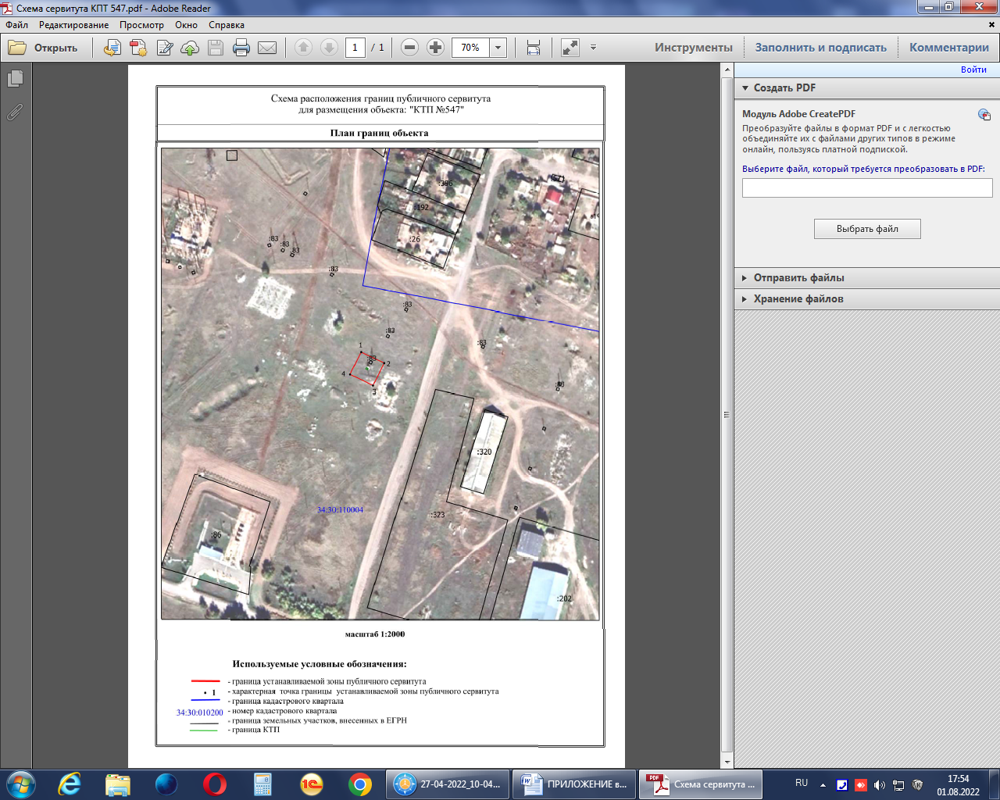 Схема сервитута КПТ 547.pdf - Adobe Reader
Файл Редактирование Просмотр Окно Справка
Открыть 1 / 1 70% Инструменты Заполнить и подписать Комментарии
Войти
Создать PDF
Модуль Adobe CreatePDF
Преобразуйте файлы в формат PDF и с легкостью
объединяйте их с файлами других типов в режиме
онлайн, пользуясь платной подпиской.
Выберите файл, который требуется преобразовать в PDF:
Выбрать файл
Отправить файлы
Хранение файлов
Схема расположения границ публичного сервитута
для размещения объекта: "КТП №547"
План границ объекта
:396
:192
:26
:83
:83
:83
:83
:83
:83
:83
1
:83
2
4
3
:83
:320
34:30:110004
:323
:86
:202
масштаб 1:2000
Используемые условные обозначения:
- граница устанавливаемой зоны публичного сервитута
1 - характерная точка границы устанавливаемой зоны публичного сервитута
- граница кадастрового квартала
34:30:010200 - номер кадастрового квартала
- граница земельных участков, внесенных в ЕГРН
- граница КТП
27-04-2022_10-04...
ПРИЛОЖЕНИЕ в...
Схема сервитута ...
RU
17:54
01.08.2022